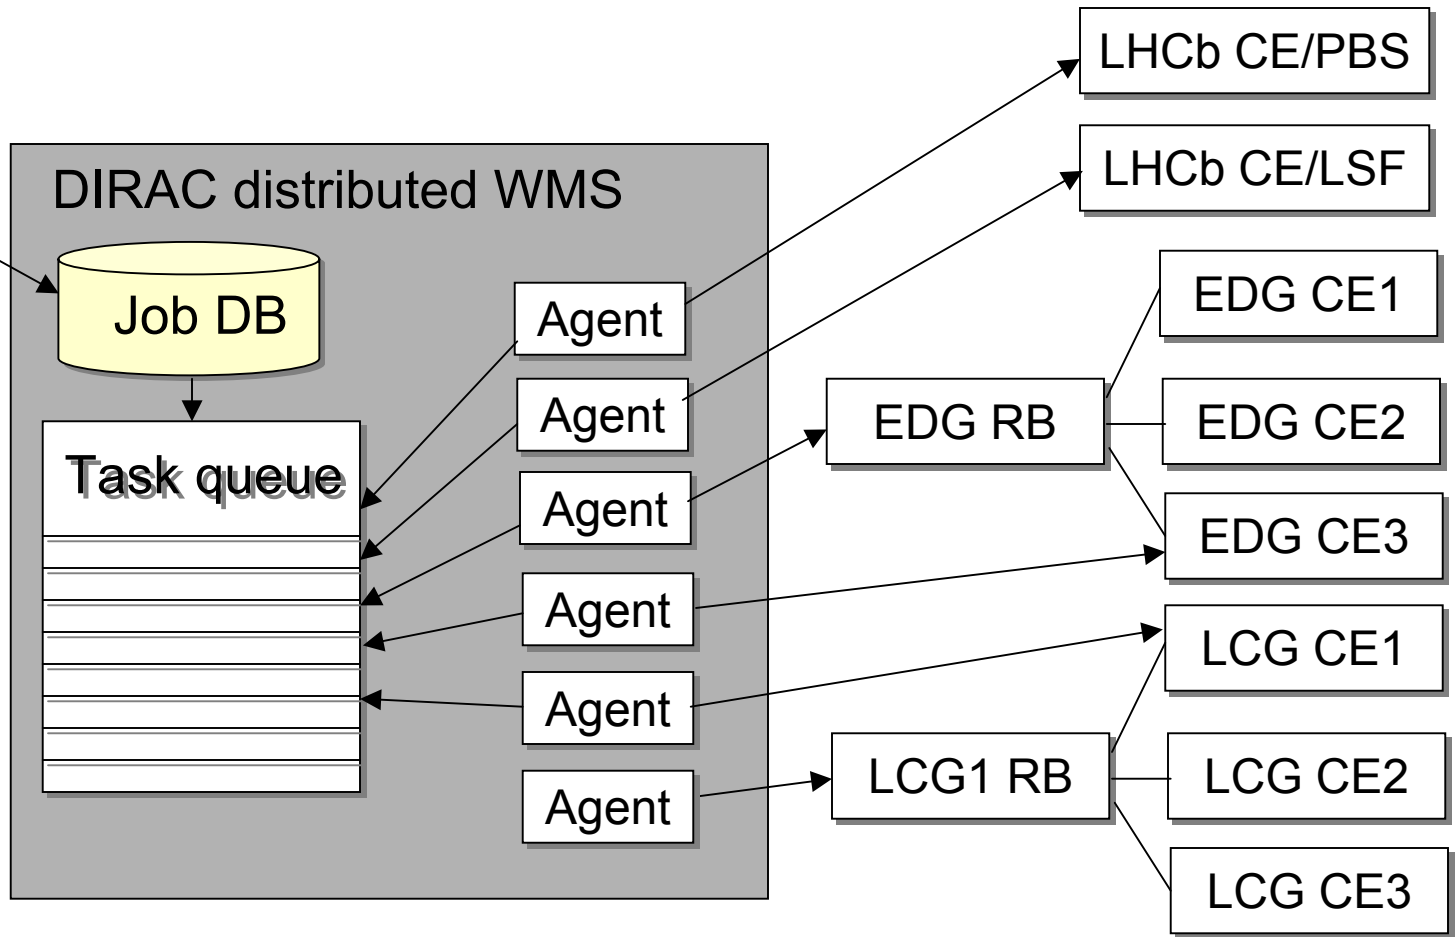 LHCb CE/PBS
LHCb CE/LSF
DIRAC distributed WMS
Job DB
Task queue
Agent
Agent
Agent
Agent
Agent
Agent
EDG RB
EDG CE1
EDG CE2
EDG CE3
LCG1 RB
LCG CE1
LCG CE2
LCG CE3